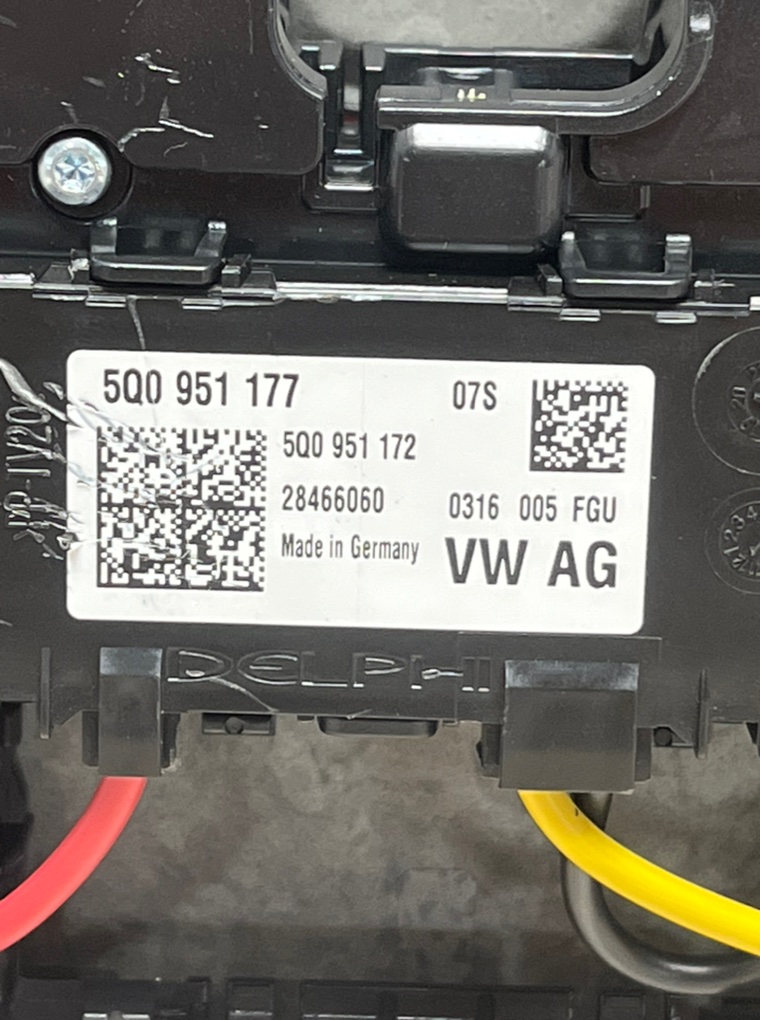 5Q0 951 177 07S
5Q0 951 172
28466060 0316 005 FGU
Made in Germany VW AG
DELPHI